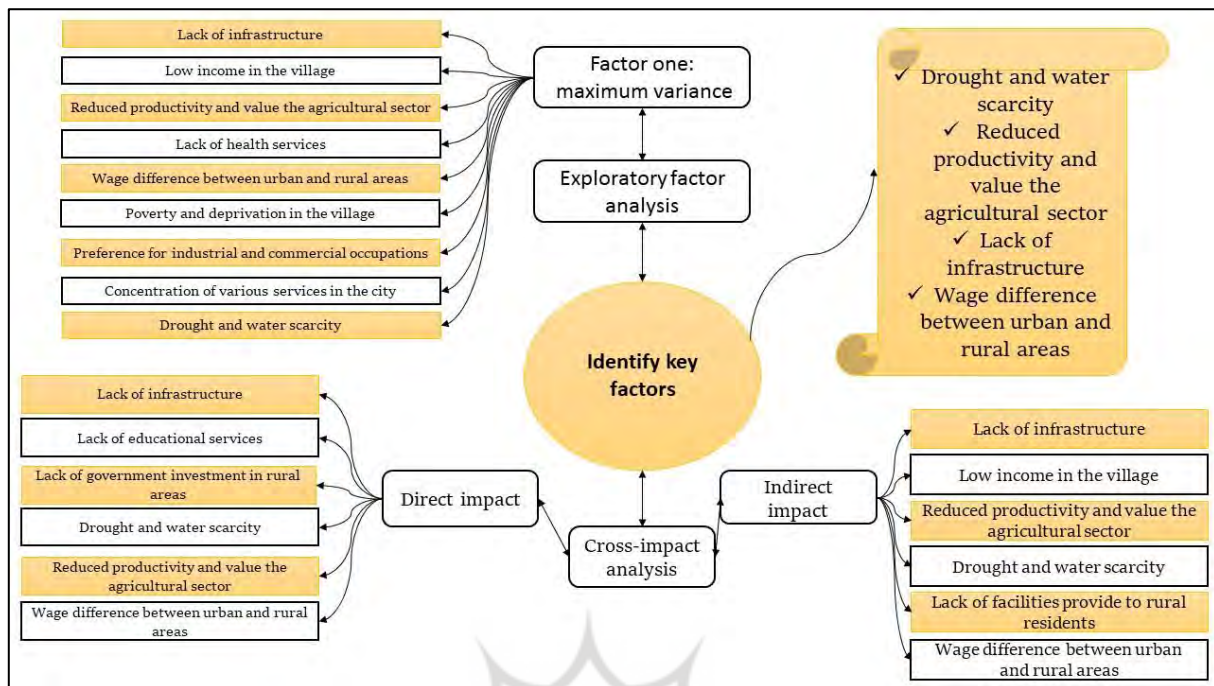 Lack of infrastructure
Low income in the village
Reduced productivity and value the agricultural sector
Lack of health services
Wage difference between urban and rural areas
Poverty and deprivation in the village
Preference for industrial and commercial occupations
Concentration of various services in the city
Drought and water scarcity
Factor one:
maximum variance
Exploratory factor
analysis
Identify key
factors
✓ Drought and water
scarcity
✓ Reduced
productivity and
value the
agricultural sector
✓ Lack of
infrastructure
✓ Wage difference
between urban and
rural areas
Lack of infrastructure
Lack of educational services
Lack of government investment in rural
areas
Drought and water scarcity
Reduced productivity and value the
agricultural sector
Wage difference between urban and rural
areas
Direct impact
Cross-impact
analysis
Indirect
impact
Lack of infrastructure
Low income in the village
Reduced productivity and value the
agricultural sector
Drought and water scarcity
Lack of facilities provide to rural
residents
Wage difference between urban
and rural areas